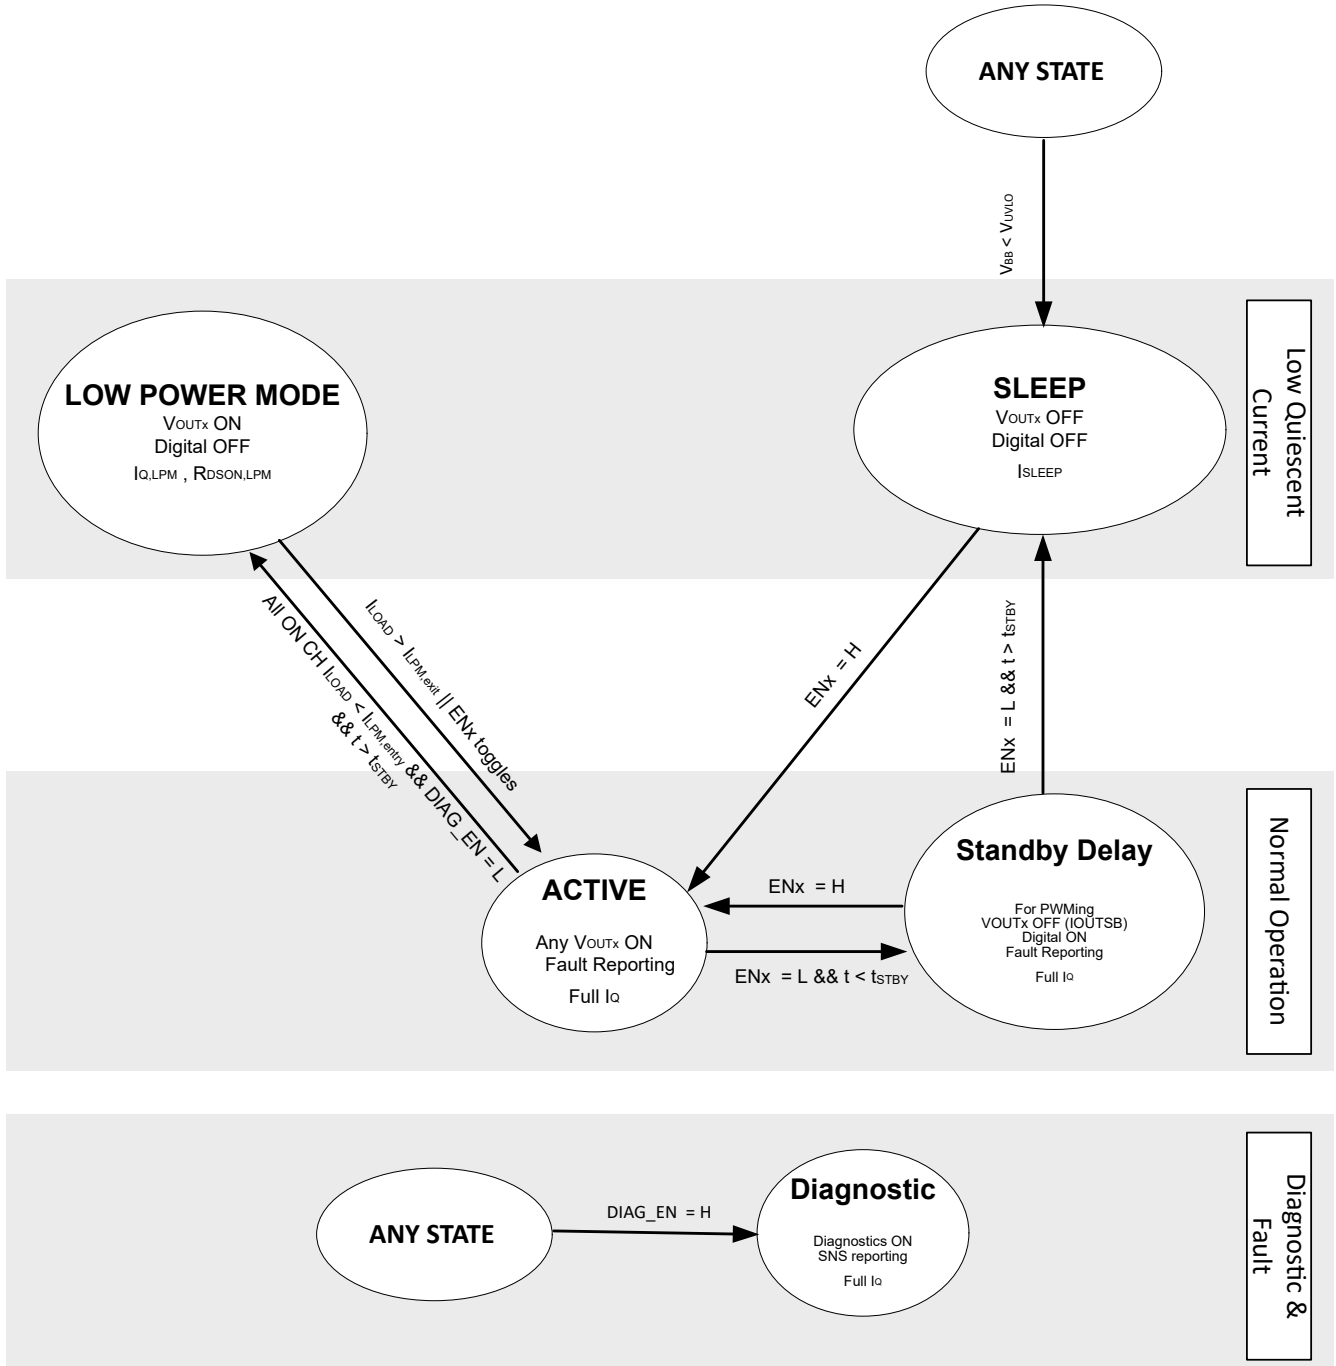 ANY STATE
VBB < VUVLO
LOW POWER MODE
VOUTx ON
Digital OFF
IQ,LPM , RDSON,LPM
SLEEP
VOUTx OFF
Digital OFF
ISLEEP
Low Quiescent
Current
ILOAD > ILPM,exit || ENx toggles
All ON CH ILOAD < ILPM,entry && DIAG_EN = L
&& t > tSTBY
ENx = H
ENx = L && t > tSTBY
ACTIVE
Any VOUTx ON
Fault Reporting
Full IQ
ENx = H
ENx = L && t < tSTBY
Standby Delay
For PWMing
VOUTx OFF (IOUTSB)
Digital ON
Fault Reporting
Full IQ
Normal Operation
ANY STATE
DIAG_EN = H
Diagnostic
Diagnostics ON
SNS reporting
Full IQ
Diagnostic &
Fault